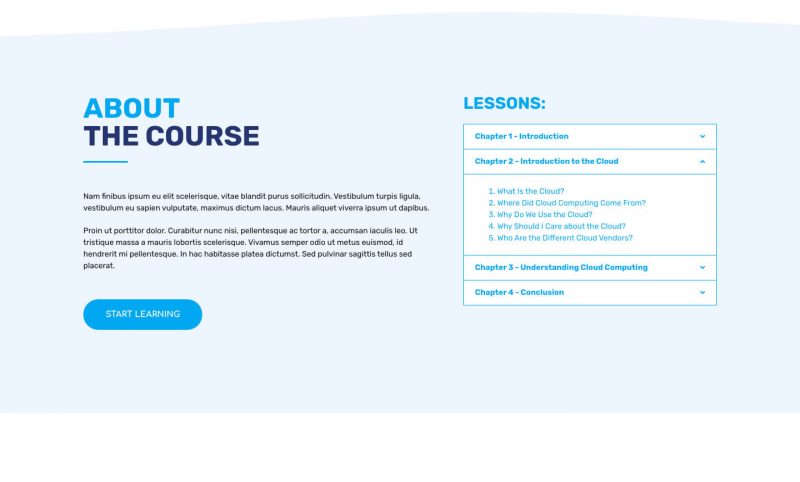 ABOUT
THE COURSE
Nam finibus ipsum eu elit scelerisque, vitae blandit purus sollicitudin. Vestibulum turpis ligula,
vestibulum eu sapien vulputate, maximus dictum lacus. Mauris aliquet viverra ipsum ut dapibus.
Proin ut porttitor dolor. Curabitur nunc nisi, pellentesque ac tortor a, accumsan iaculis leo. Ut
tristique massa a mauris lobortis scelerisque. Vivamus semper odio ut metus euismod, id
hendrerit mi pellentesque. In hac habitasse platea dictumst. Sed pulvinar sagittis tellus sed
placerat.
START LEARNING
LESSONS:
Chapter 1 - Introduction
Chapter 2 - Introduction to the Cloud
1. What Is the Cloud?
2. Where Did Cloud Computing Come From?
3. Why Do We Use the Cloud?
4. Why Should I Care about the Cloud?
5. Who Are the Different Cloud Vendors?
Chapter 3 - Understanding Cloud Computing
Chapter 4 - Conclusion